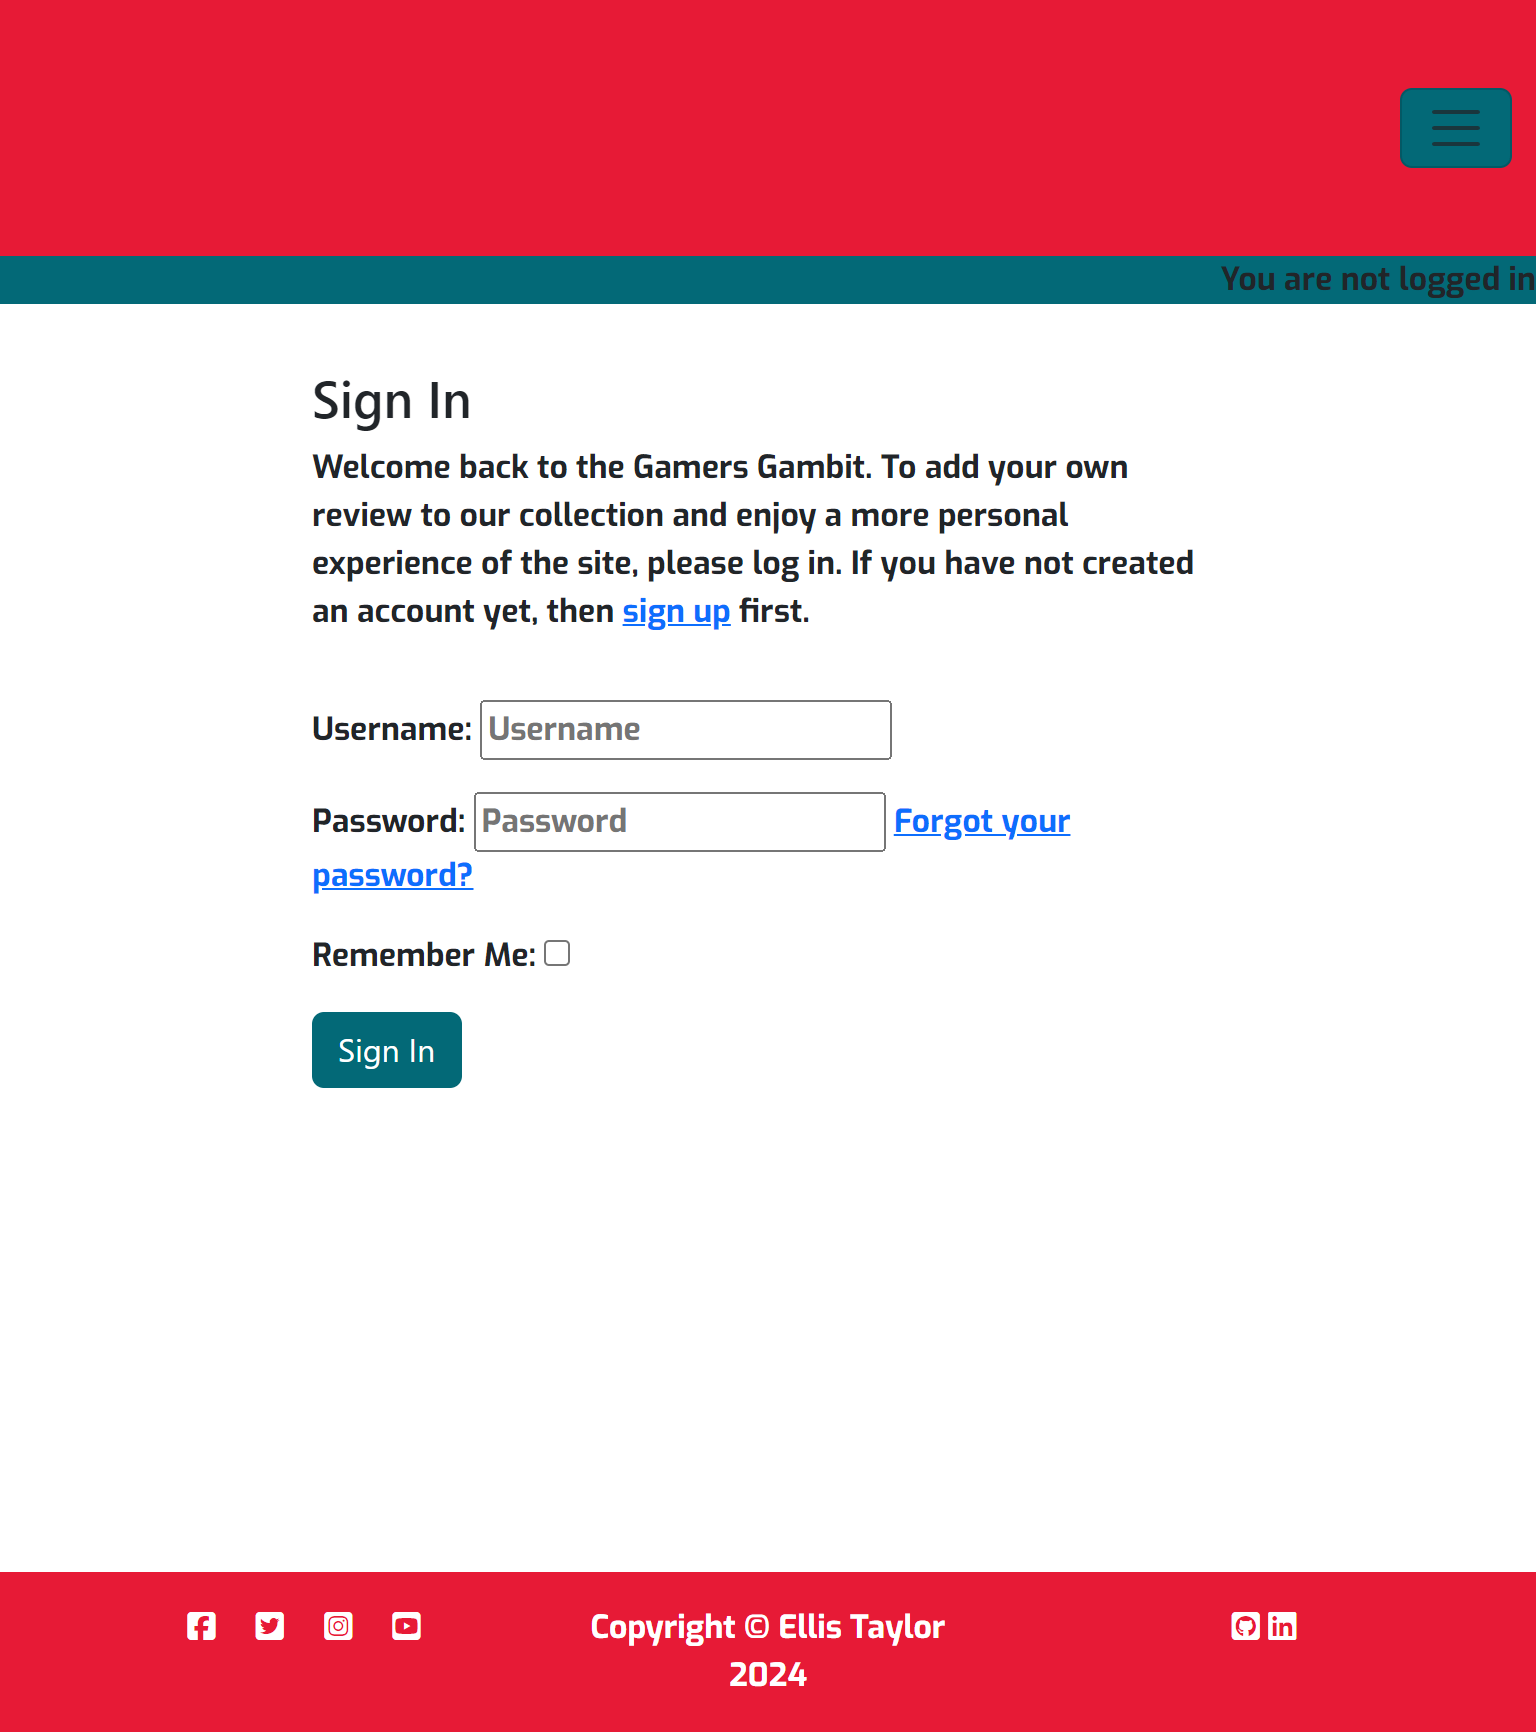 You are not logged in
Sign In
Welcome back to the Gamers Gambit. To add your own
review to our collection and enjoy a more personal
experience of the site, please log in. If you have not created
an account yet, then sign up first.
Username: Username
Password: Password Forgot your
password?
Remember Me:
Sign In
Copyright © Ellis Taylor
2024